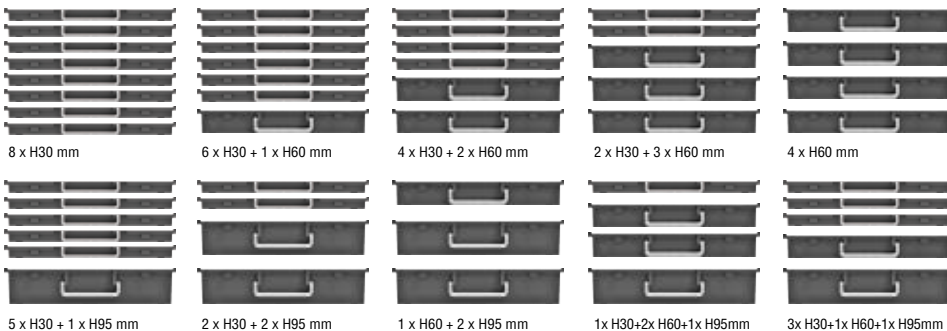 8 x H30 mm
6 x H30 + 1 x H60 mm
4 x H30 + 2 x H60 mm
2 x H30 + 3 x H60 mm
4 x H60 mm
5 x H30 + 1 x H95 mm
2 x H30 + 2 x H95 mm
1 x H60 + 2 x H95 mm
1x H30+2x H60+1x H95mm
3x H30+1x H60+1x H95mm